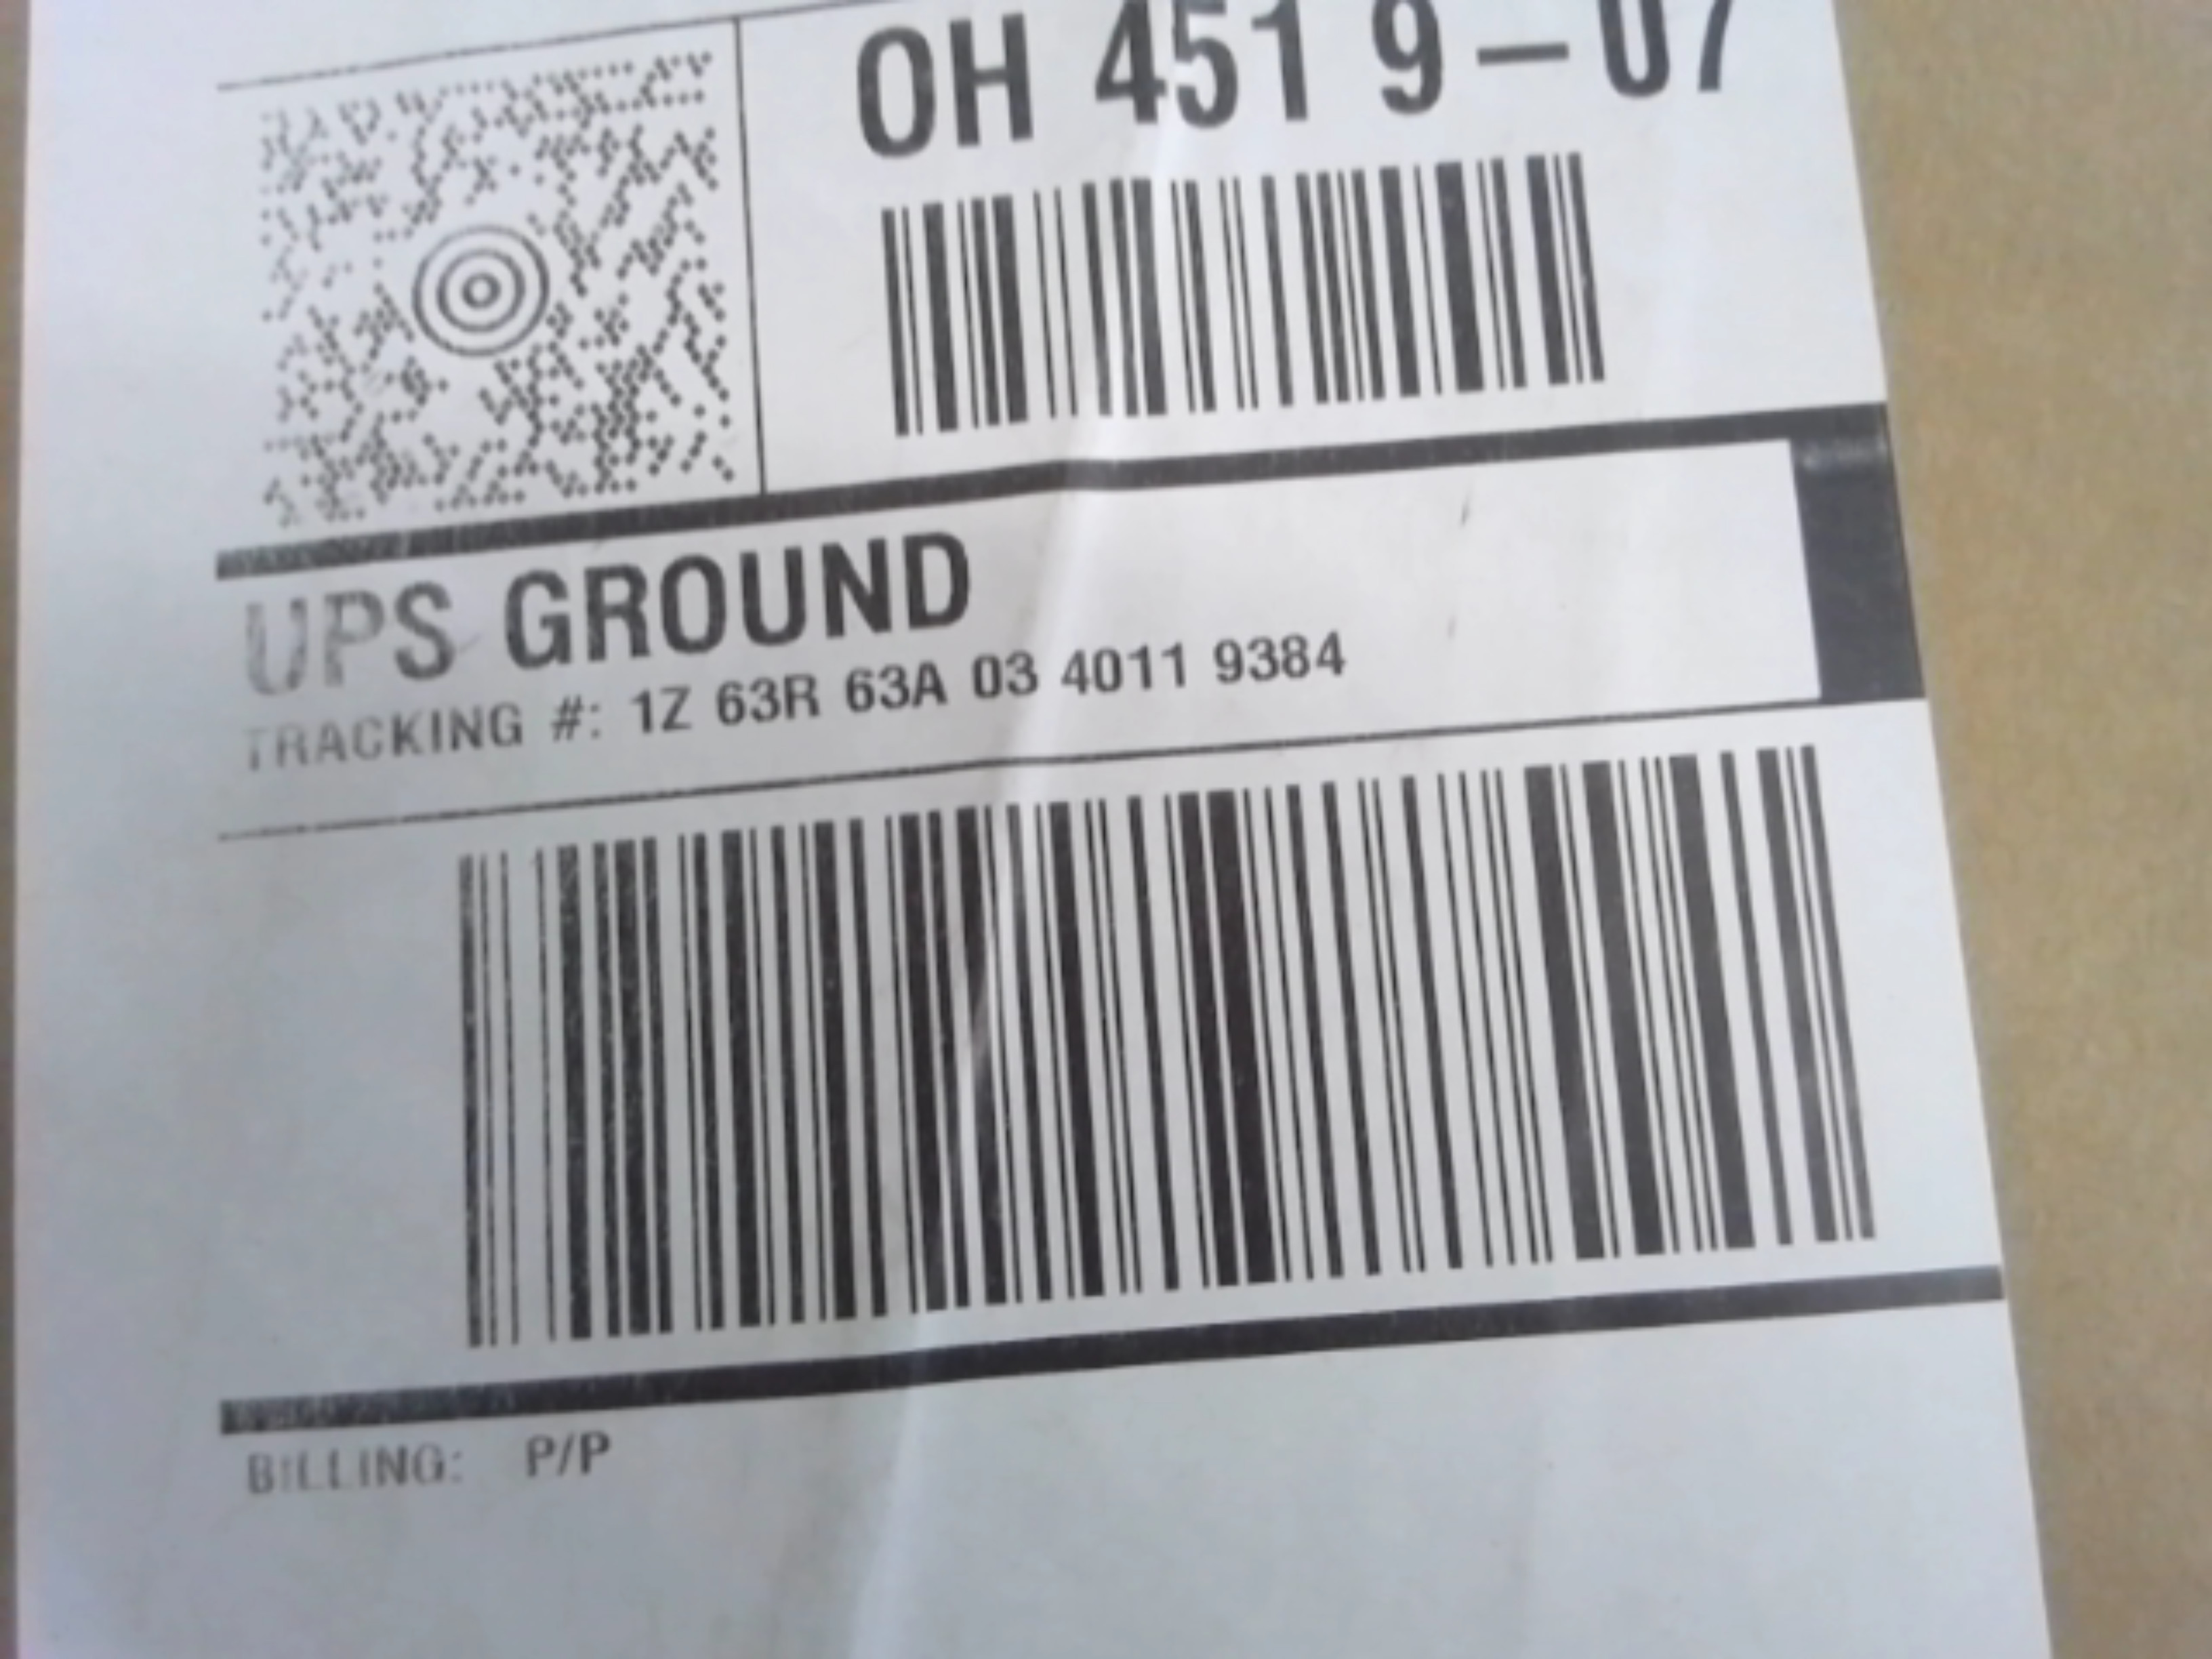 OH 451 9-07
UPS GROUND
TRACKING #: 1Z 63R 63A 03 4011 9384
BILLING: P/P